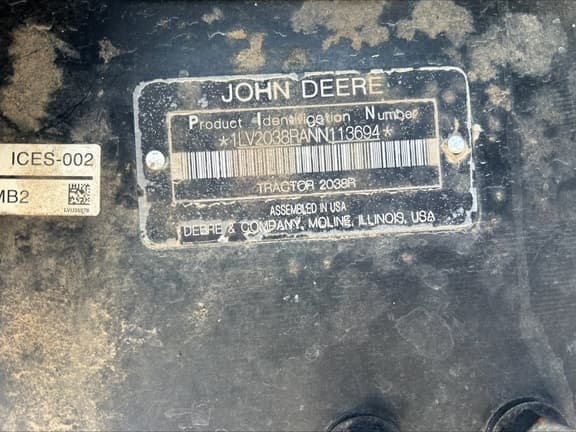 JOHN DEERE
Product Identification Number
*1LV2038RANN113694*
TRACTOR 2038R
ASSEMBLED IN USA
DEERE & COMPANY, MOLINE, ILLINOIS, USA
ICES-002
MB2